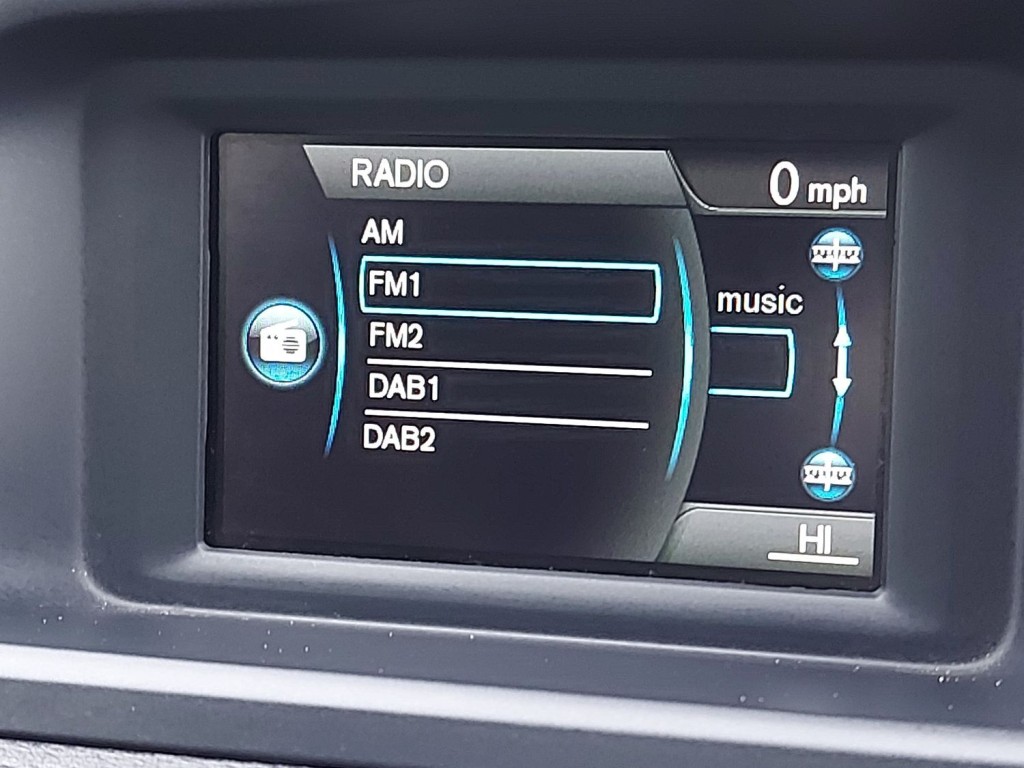 RADIO
0 mph
AM
FM1
music
FM2
DAB1
DAB2
HI